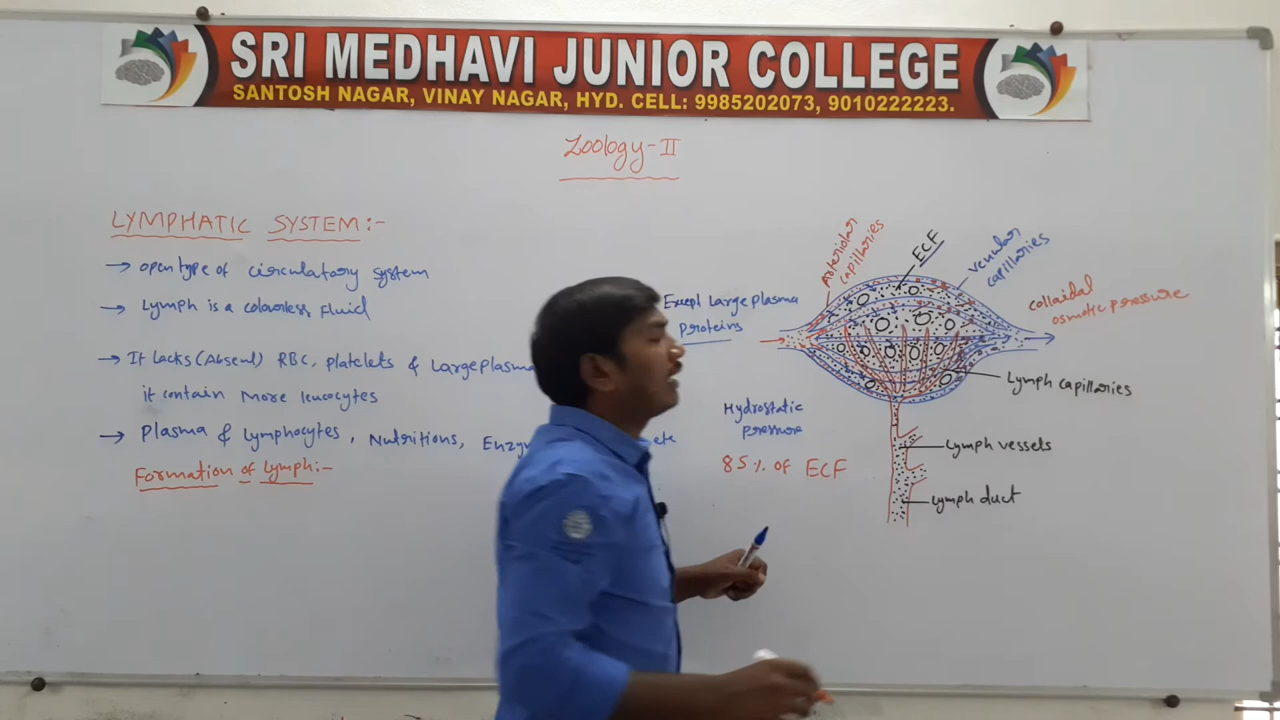 SRI MEDHAVI JUNIOR COLLEGE
SANTOSH NAGAR, VINAY NAGAR, HYD. CELL: 9985202073, 9010222223.
Zoology-II
LYMPHATIC SYSTEM:-
→ open type of circulatory system
→ Lymph is a colourless fluid
→ It lacks (Absent) RBC, platelets & Large plasma
it contain More leucocytes
→ Plasma & lymphocytes, Nutritions, Enzy
etc
Formation of Lymph:-
Except Large plasma
proteins
Hydrostatic
pressure
85% of ECF
Arteriolar
capillaries
ECF
Venular
capillaries
Collaidal
osmotic pressure
Lymph capillaries
Lymph vessels
Lymph duct